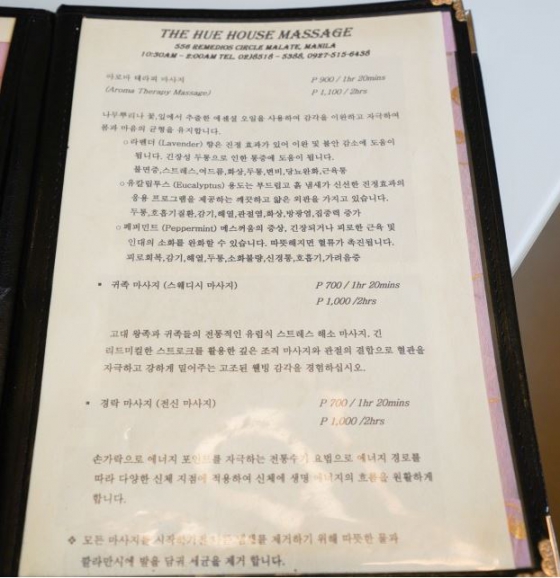 THE HUE HOUSE MASSAGE
556 REMEDIOS CIRCLE MALATE, MANILA
10:30AM - 2:00AM TEL. 02)8518 - 5388, 0927-515-6438
아로마 테라피 마사지 ₱ 900 / 1hr 20mins
(Aroma Therapy Massage) ₱ 1,100 / 2hrs
나무뿌리나 꽃,잎에서 추출한 에센셜 오일을 사용하여 감각을 이완하고 자극하여
몸과 마음의 균형을 유지합니다.
○ 라벤더 (Lavender) 향은 진정 효과가 있어 이완 및 불안 감소에 도움이
됩니다. 긴장성 두통으로 인한 통증에 도움이 됩니다.
불면증,스트레스,여드름,화상,두통,변비,당뇨완화,근육통
○ 유칼립투스 (Eucalyptus) 용도는 부드럽고 흙 냄새가 신선한 진정효과의
응용 프로그램을 제공하는 깨끗하고 얇은 외관을 가지고 있습니다.
두통,호흡기질환,감기,해열,관절염,화상,방광염,집중력 증가
○ 페퍼민트 (Peppermint) 메스꺼움의 증상, 긴장되거나 피로한 근육 및
인대의 소화를 완화할 수 있습니다. 따뜻해지면 혈류가 촉진됩니다.
피로회복,감기,해열,두통,소화불량,신경통,호흡기,가려움증
▪ 귀족 마사지 (스웨디시 마사지) ₱ 700 / 1hr 20mins
₱ 1,000 /2hrs
고대 왕족과 귀족들의 전통적인 유럽식 스트레스 해소 마사지. 긴
리드미컬한 스트로크를 활용한 깊은 조직 마사지와 관절의 결합으로 혈관을
자극하고 강하게 밀어주는 고조된 웰빙 감각을 경험하십시오.
▪ 경락 마사지 (전신 마사지) ₱ 700 / 1hr 20mins
₱ 1,000 /2hrs
손가락으로 에너지 포인트를 자극하는 전통수기 요법으로 에너지 경로를
따라 다양한 신체 지점에 적용하여 신체에 생명 에너지의 흐름을 원활하게
합니다.
❖ 모든 마사지를 시작하기전 제거하기 위해 따뜻한 물과
깔라만시에 발을 담궈 세균을 제거 합니다.